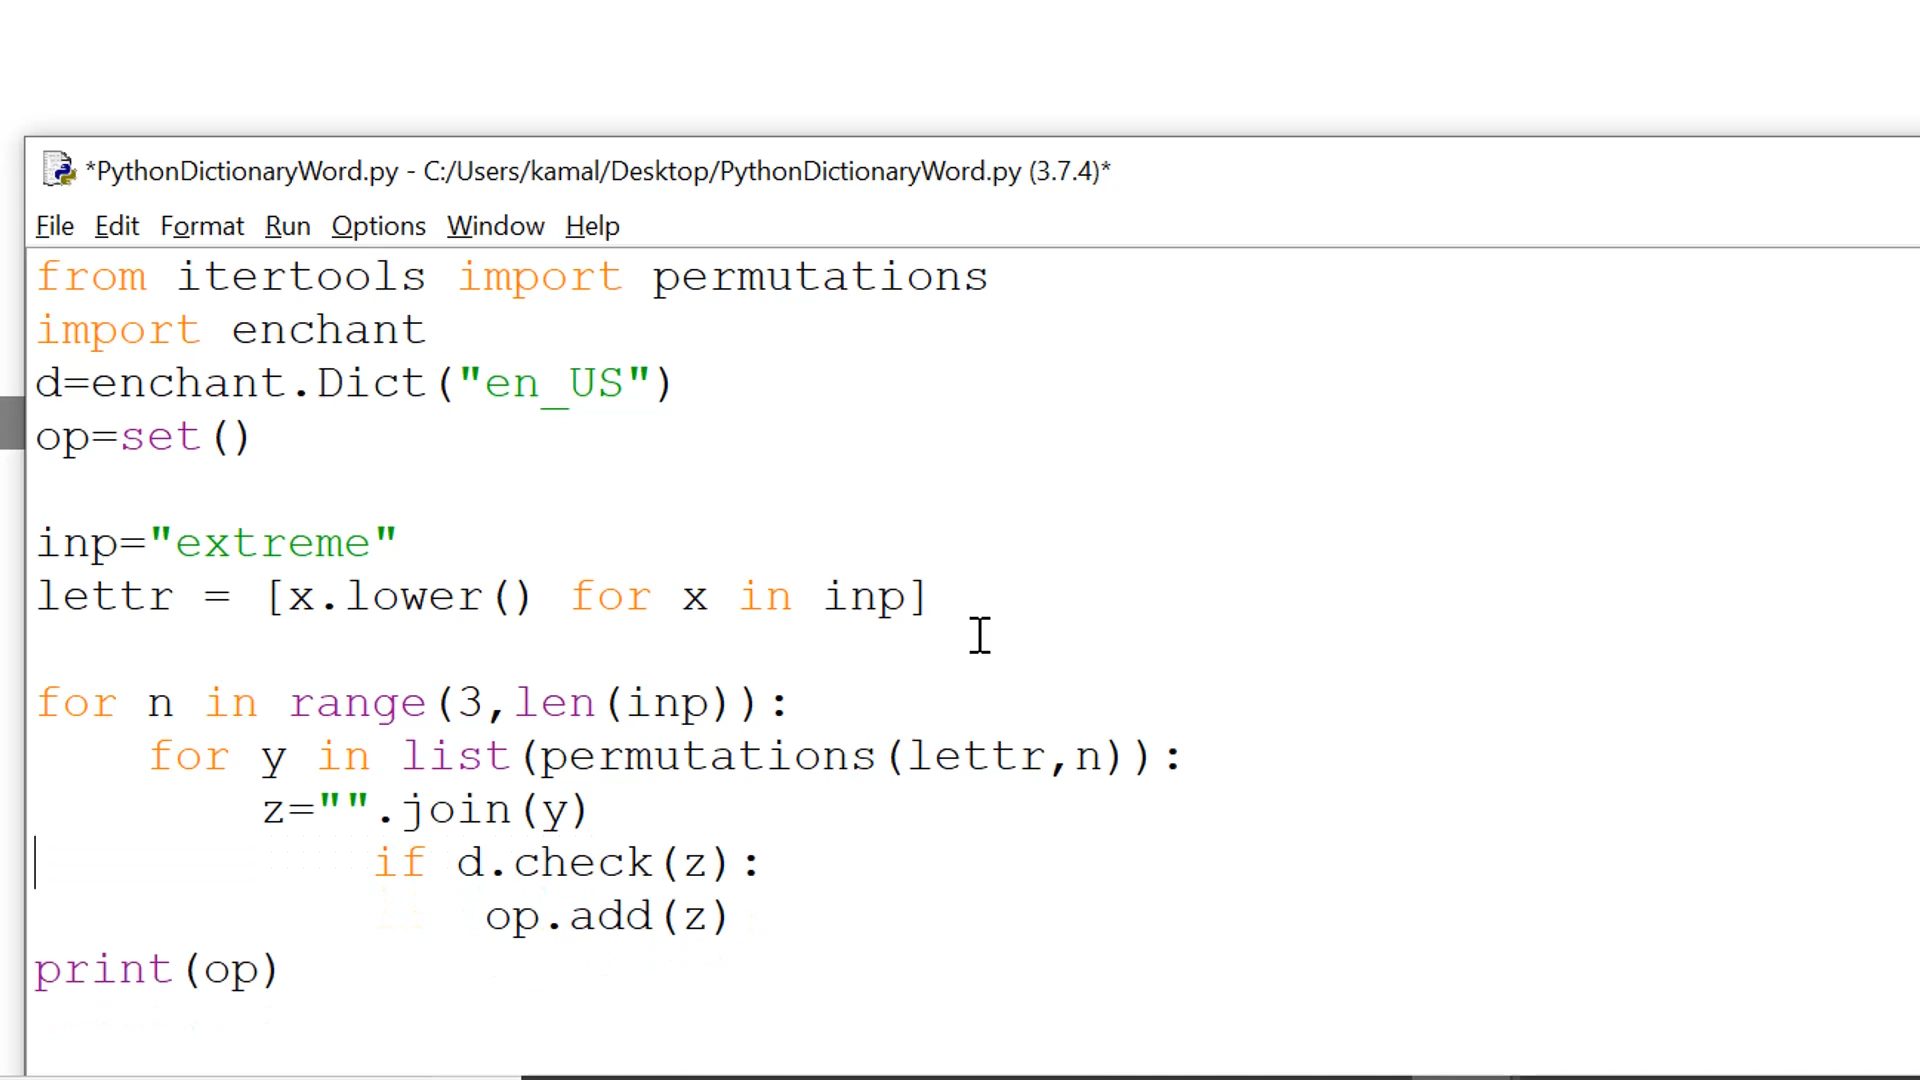 *PythonDictionaryWord.py - C:/Users/kamal/Desktop/PythonDictionaryWord.py (3.7.4)*
File Edit Format Run Options Window Help
from itertools import permutations
import enchant
d=enchant.Dict("en_US")
op=set()
inp="extreme"
lettr = [x.lower() for x in inp]
for n in range(3,len(inp)):
    for y in list(permutations(lettr,n)):
        z="".join(y)
            if d.check(z):
                op.add(z)
print(op)